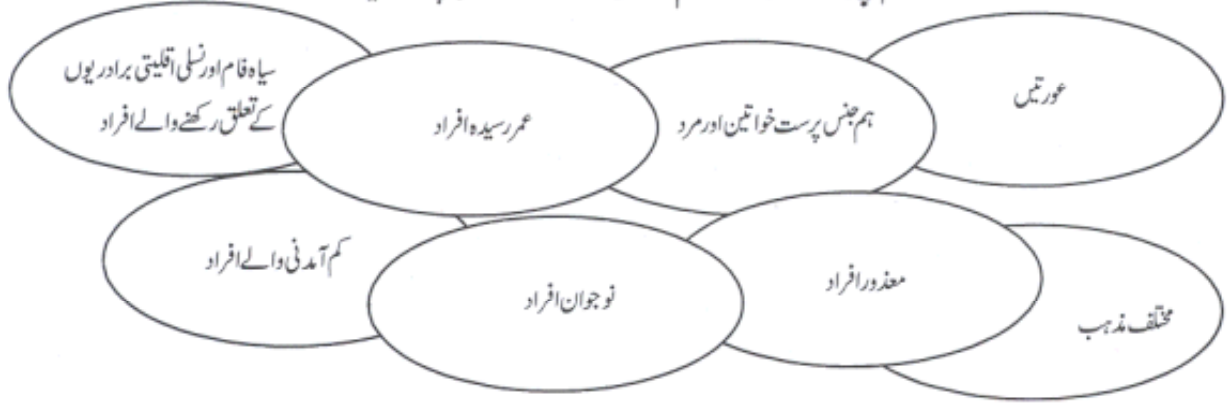 عورتیں
ہم جنس پرست خواتین اور مرد
عمر رسیدہ افراد
سیاہ فام اور نسلی اقلیتی برادریوں
کے تعلق رکھنے والے افراد
مختلف مذہب
معذور افراد
نوجوان افراد
کم آمدنی والے افراد